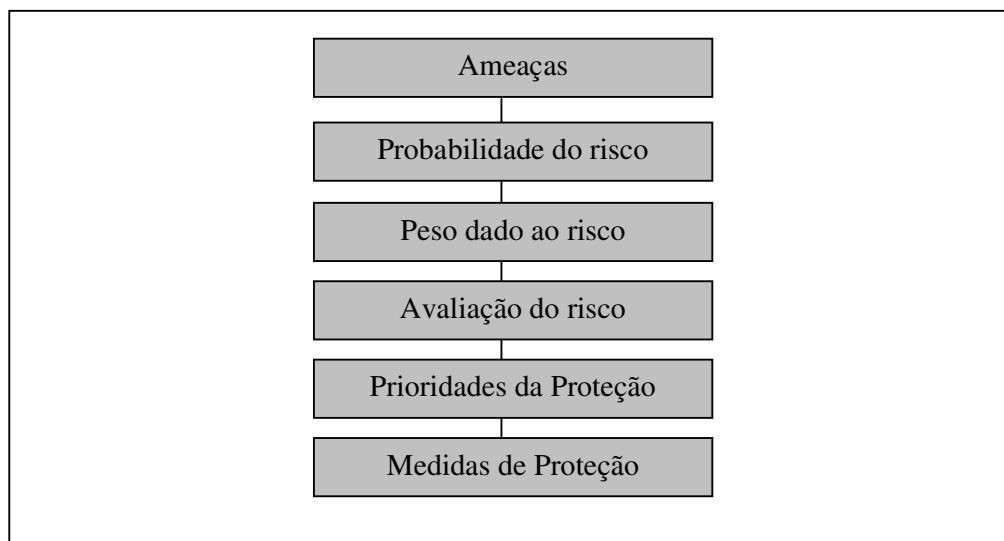 Ameaças
Probabilidade do risco
Peso dado ao risco
Avaliação do risco
Prioridades da Proteção
Medidas de Proteção